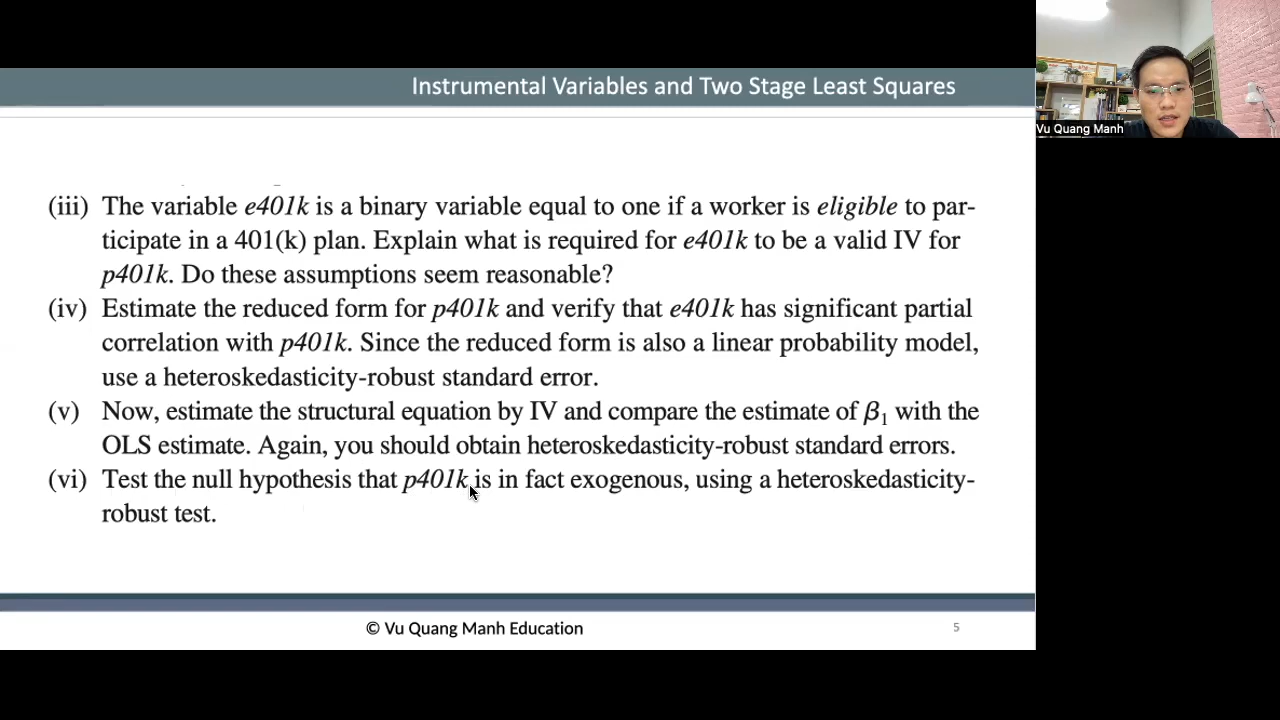 Instrumental Variables and Two Stage Least Squares
Vu Quang Manh
(iii) The variable e401k is a binary variable equal to one if a worker is eligible to par-
ticipate in a 401(k) plan. Explain what is required for e401k to be a valid IV for
p401k. Do these assumptions seem reasonable?
(iv) Estimate the reduced form for p401k and verify that e401k has significant partial
correlation with p401k. Since the reduced form is also a linear probability model,
use a heteroskedasticity-robust standard error.
(v) Now, estimate the structural equation by IV and compare the estimate of β₁ with the
OLS estimate. Again, you should obtain heteroskedasticity-robust standard errors.
(vi) Test the null hypothesis that p401k is in fact exogenous, using a heteroskedasticity-
robust test.
© Vu Quang Manh Education
5